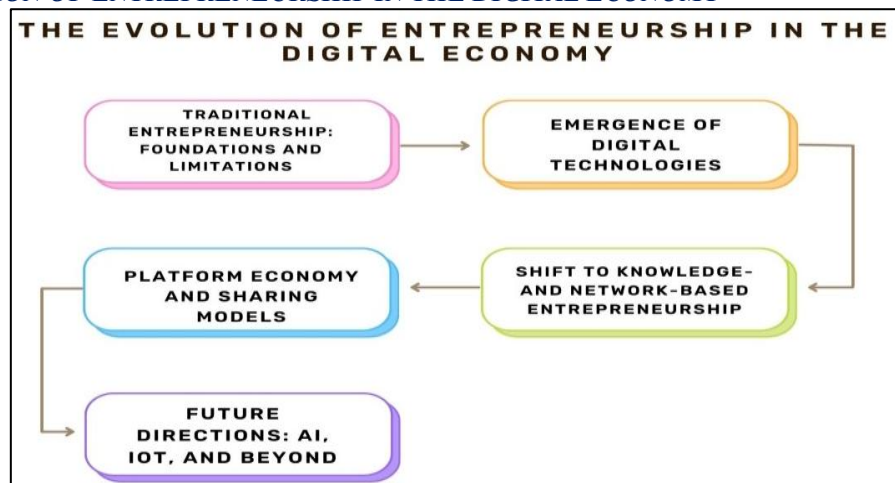 THE EVOLUTION OF ENTREPRENEURSHIP IN THE
DIGITAL ECONOMY
TRADITIONAL
ENTREPRENEURSHIP:
FOUNDATIONS AND
LIMITATIONS
EMERGENCE OF
DIGITAL
TECHNOLOGIES
SHIFT TO KNOWLEDGE-
AND NETWORK-BASED
ENTREPRENEURSHIP
PLATFORM ECONOMY
AND SHARING
MODELS
FUTURE
DIRECTIONS: AI,
IOT, AND BEYOND